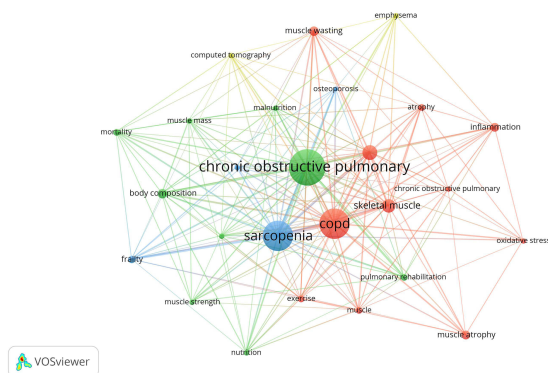 emphysema
muscle wasting
computed tomography
osteoporosis
malnutrition
atrophy
muscle mass
inflammation
mortality
chronic obstructive pulmonary
chronic obstructive pulmonary
body composition
skeletal muscle
copd
sarcopenia
oxidative stress
frailty
pulmonary rehabilitation
muscle strength
exercise
muscle
muscle atrophy
nutrition
VOSviewer